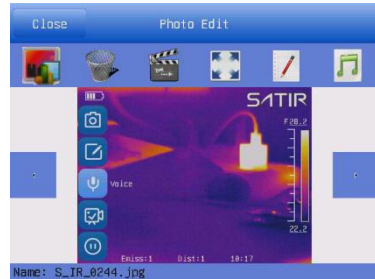 Close
Photo Edit
SATIR
F28.2
Voice
22.2
Emiss:1 Dist:1 10:17
Name: S_IR_0244.jpg